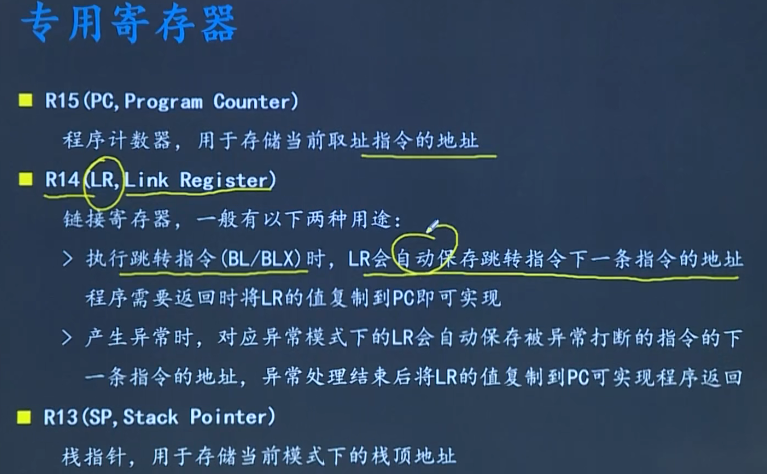 专用寄存器
R15(PC,Program Counter)
程序计数器，用于存储当前取址指令的地址
R14(LR,Link Register)
链接寄存器，一般有以下两种用途：
> 执行跳转指令(BL/BLX)时，LR会自动保存跳转指令下一条指令的地址
程序需要返回时将LR的值复制到PC即可实现
> 产生异常时，对应异常模式下的LR会自动保存被异常打断的指令的下
一条指令的地址，异常处理结束后将LR的值复制到PC可实现程序返回
R13(SP,Stack Pointer)
栈指针，用于存储当前模式下的栈顶地址